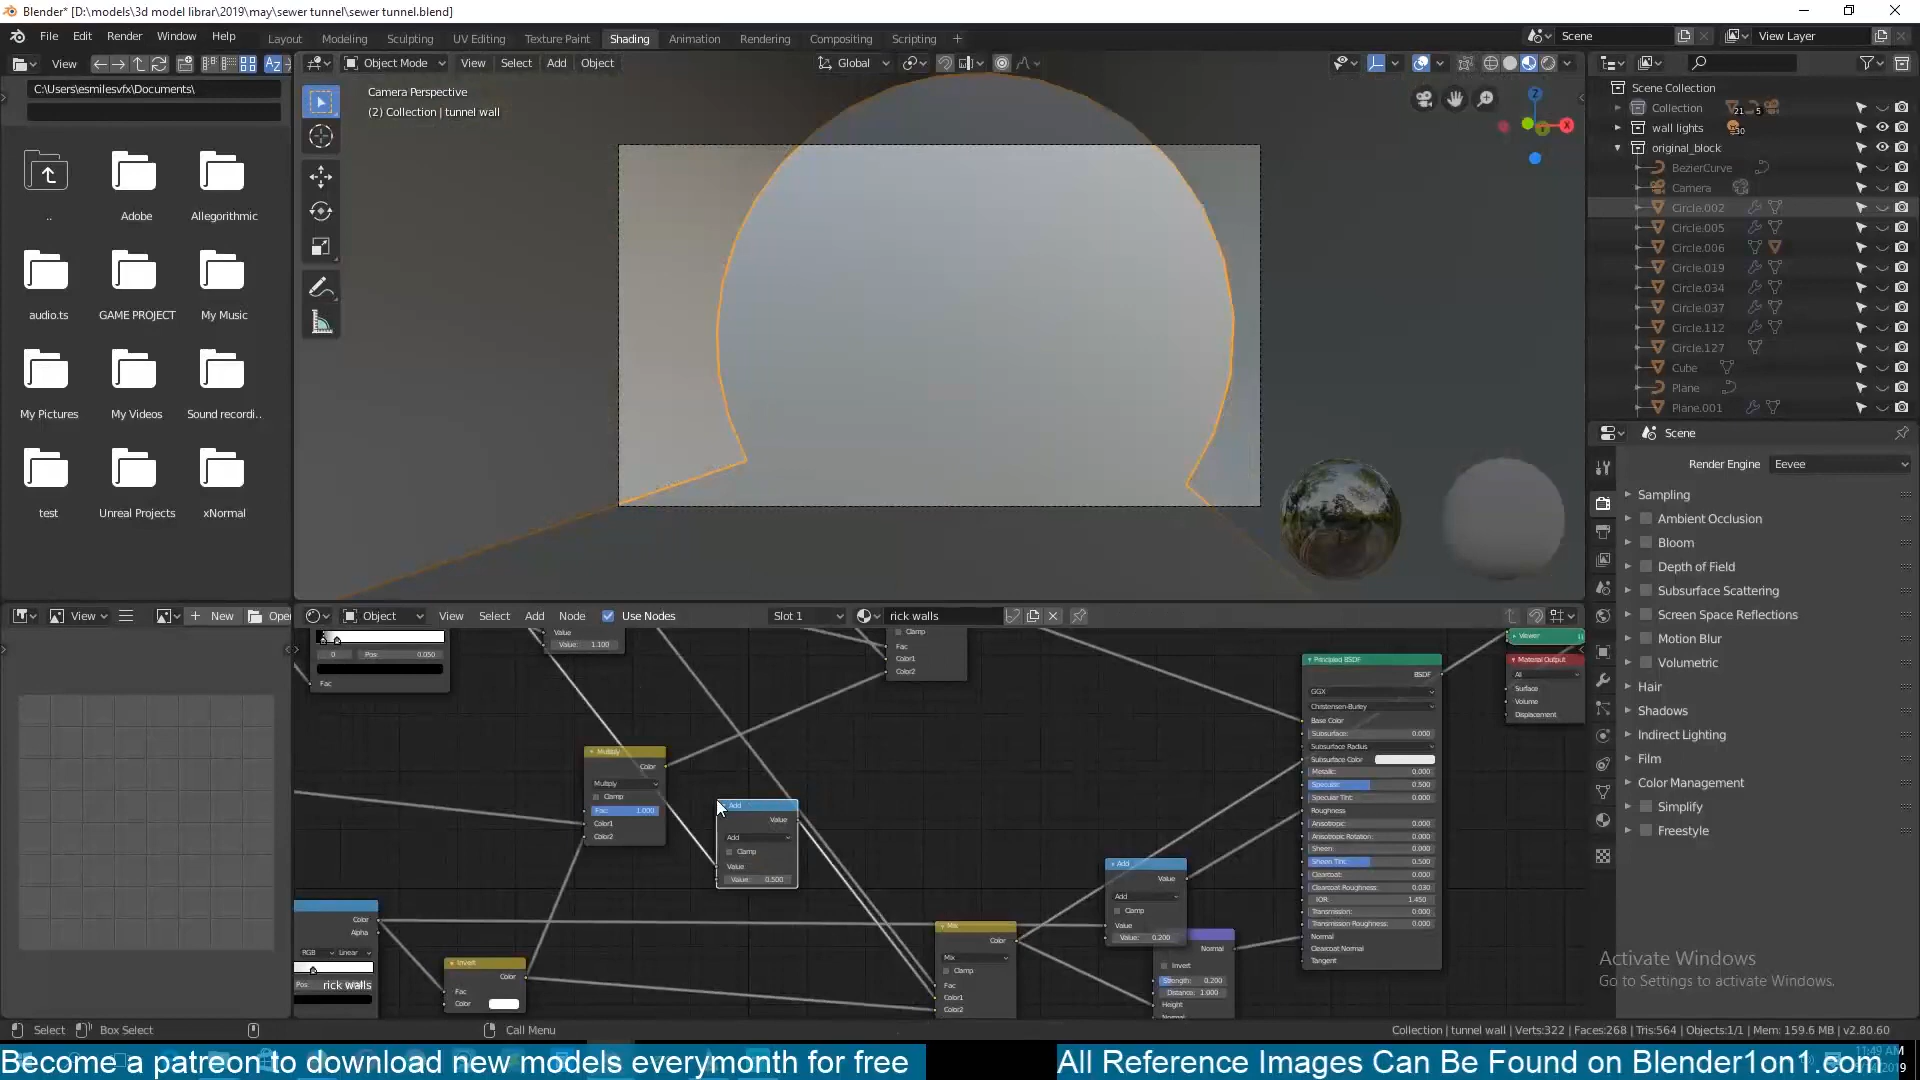 Blender* [D:\models\3d model librar\2019\may\sewer tunnel\sewer tunnel.blend]
File Edit Render Window Help
Layout Modeling Sculpting UV Editing Texture Paint Shading Animation Rendering Compositing Scripting +
Scene View Layer
View
Object Mode View Select Add Object
Global
C:\Users\esmilesvfx\Documents\
Camera Perspective
(2) Collection | tunnel wall
..
Adobe
Allegorithmic
audio.ts
GAME PROJECT
My Music
My Pictures
My Videos
Sound recordi..
test
Unreal Projects
xNormal
Scene Collection
Collection 21 5
wall lights 30
original_block
BezierCurve
Camera
Circle.002
Circle.005
Circle.006
Circle.019
Circle.034
Circle.037
Circle.112
Circle.127
Cube
Plane
Plane.001
Scene
Render Engine Eevee
Sampling
Ambient Occlusion
Bloom
Depth of Field
Subsurface Scattering
Screen Space Reflections
Motion Blur
Volumetric
Hair
Shadows
Indirect Lighting
Film
Color Management
Simplify
Freestyle
View + New Open
Object View Select Add Node Use Nodes Slot 1 rick walls
0 Pos: 0.050
Fac
Value
Value: 1.100
Clamp
Fac
Color1
Color2
Viewer
Material Output
All
Surface
Volume
Displacement
Principled BSDF
BSDF
GGX
Christensen-Burley
Base Color
Subsurface: 0.000
Subsurface Radius
Subsurface Color
Metallic: 0.000
Specular: 0.500
Specular Tint: 0.000
Roughness
Anisotropic: 0.000
Anisotropic Rotation: 0.000
Sheen: 0.000
Sheen Tint: 0.500
Clearcoat: 0.000
Clearcoat Roughness: 0.030
IOR: 1.450
Transmission: 0.000
Transmission Roughness: 0.000
Normal
Clearcoat Normal
Tangent
Multiply
Color
Multiply
Clamp
Fac: 1.000
Color1
Color2
Add
Value
Add
Clamp
Value
Value: 0.500
Add
Value
Add
Clamp
Value
Value: 0.200
Color
Alpha
RGB Linear
Pos
rick walls
Invert
Color
Fac
Color
Mix
Color
Mix
Clamp
Fac
Color1
Color2
Normal
Invert
Strength: 0.200
Distance: 1.000
Height
Normal
Activate Windows
Go to Settings to activate Windows.
Select Box Select Call Menu
Collection | tunnel wall | Verts:322 | Faces:268 | Tris:564 | Objects:1/1 | Mem: 159.6 MB | v2.80.60
Become a patreon to download new models everymonth for free
All Reference Images Can Be Found on Blender1on1.com
11:49 AM